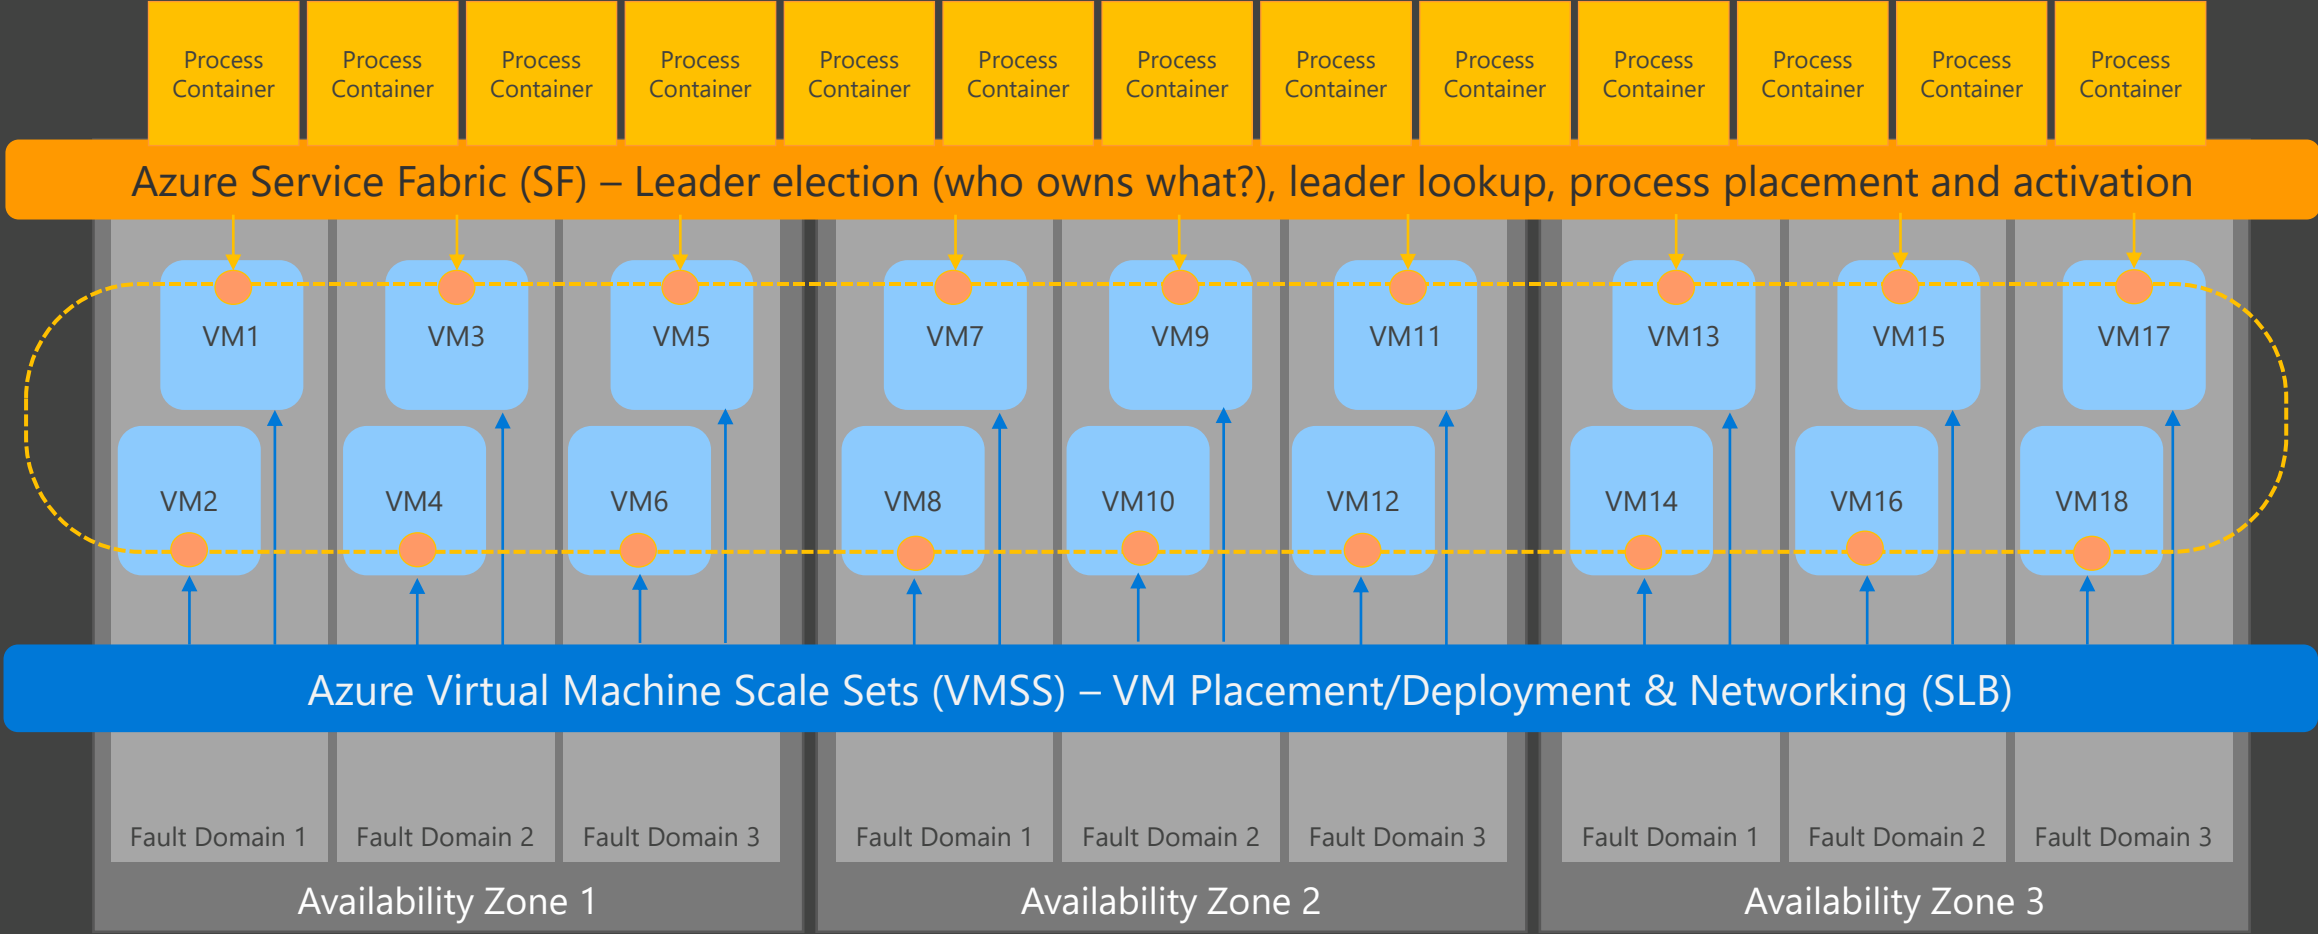 Process
Container
Process
Container
Process
Container
Process
Container
Process
Container
Process
Container
Process
Container
Process
Container
Process
Container
Process
Container
Process
Container
Process
Container
Process
Container
Azure Service Fabric (SF) – Leader election (who owns what?), leader lookup, process placement and activation
VM1
VM3
VM5
VM7
VM9
VM11
VM13
VM15
VM17
VM2
VM4
VM6
VM8
VM10
VM12
VM14
VM16
VM18
Azure Virtual Machine Scale Sets (VMSS) – VM Placement/Deployment & Networking (SLB)
Fault Domain 1
Fault Domain 2
Fault Domain 3
Fault Domain 1
Fault Domain 2
Fault Domain 3
Fault Domain 1
Fault Domain 2
Fault Domain 3
Availability Zone 1
Availability Zone 2
Availability Zone 3